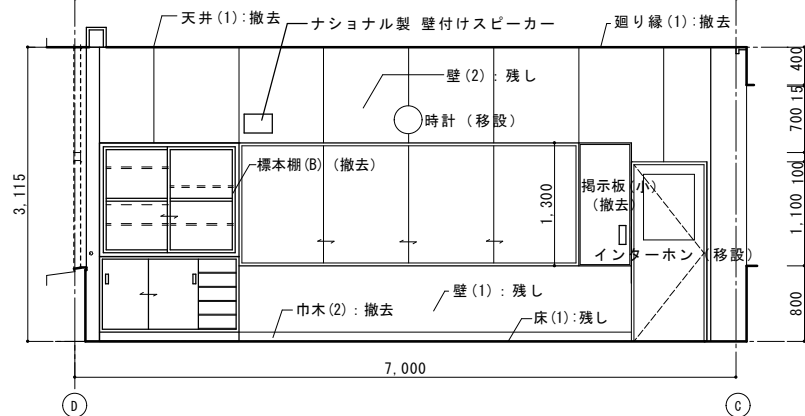 天井(1):撤去
ナショナル製 壁付けスピーカー
廻り縁(1):撤去
壁(2) : 残し
時計 (移設)
標本棚(B) (撤去)
掲示板(小)
(撤去)
インターホン (移設)
壁(1) : 残し
巾木(2) : 撤去
床(1):残し
3,115
1,300
400
15
700
100
1,100
800
7,000
D
C